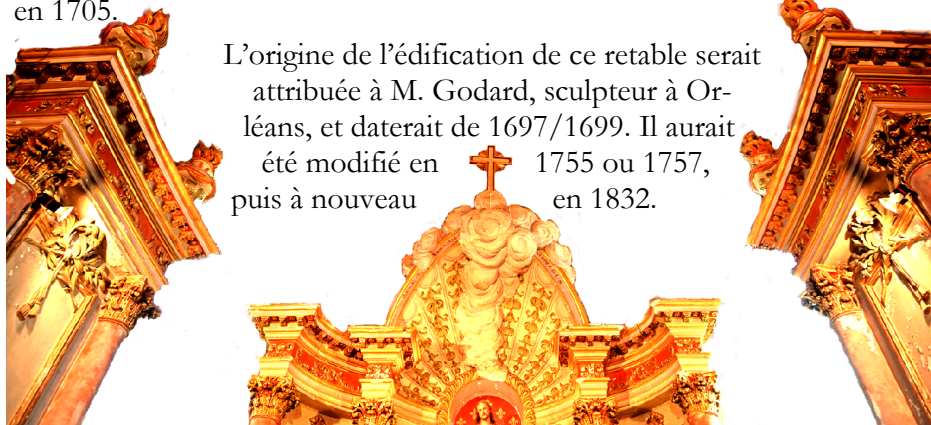 en 1705.
L’origine de l’édification de ce retable serait
attribuée à M. Godard, sculpteur à Or-
léans, et daterait de 1697/1699. Il aurait
été modifié en 1755 ou 1757,
puis à nouveau en 1832.